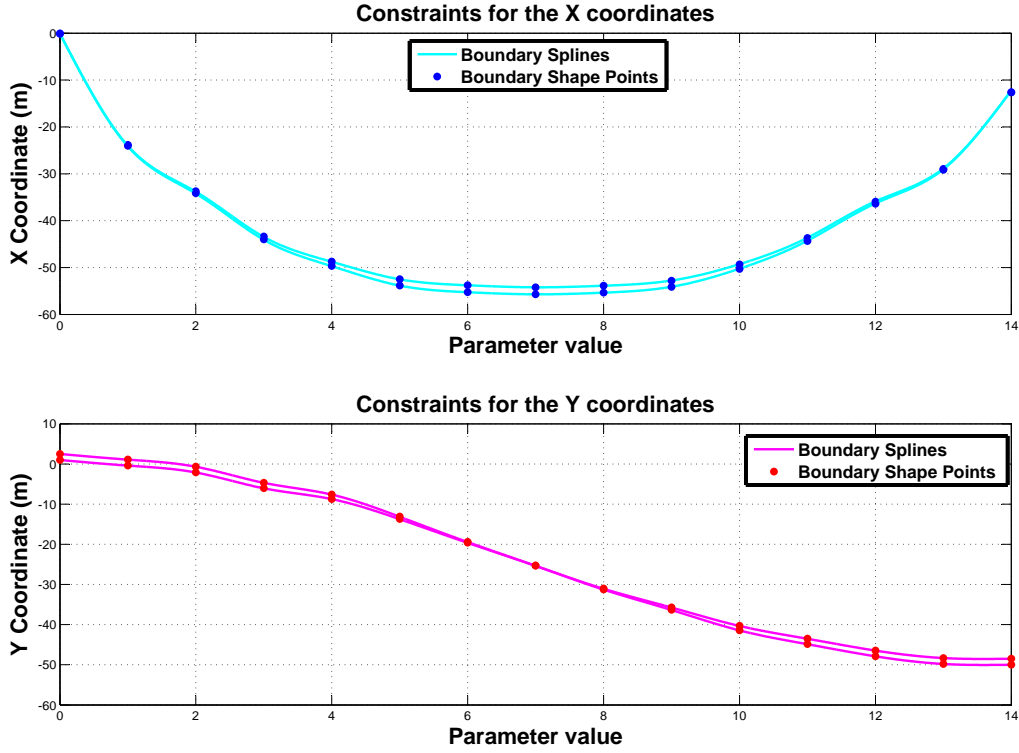 Constraints for the X coordinates
X Coordinate (m)
0
-10
-20
-30
-40
-50
-60
Boundary Splines
Boundary Shape Points
0 2 4 6 8 10 12 14
Parameter value
Constraints for the Y coordinates
Y Coordinate (m)
10
0
-10
-20
-30
-40
-50
-60
Boundary Splines
Boundary Shape Points
0 2 4 6 8 10 12 14
Parameter value